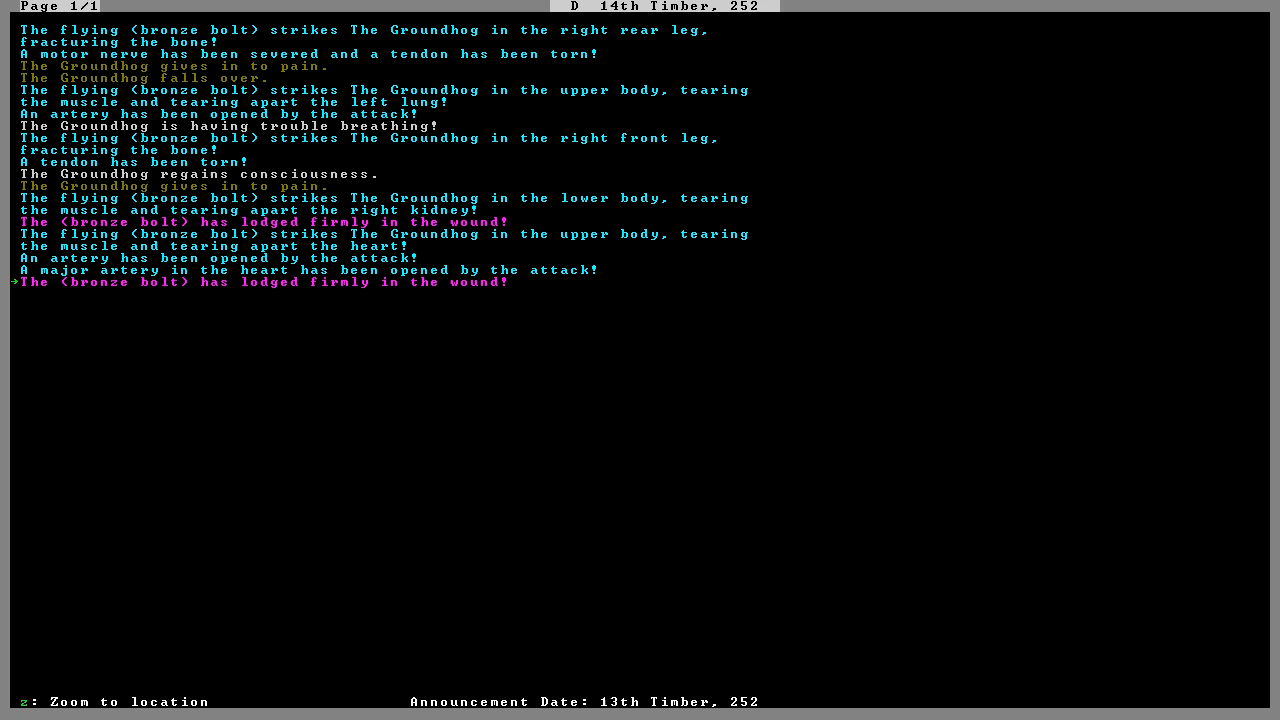 Page 1/1
D 14th Timber, 252
The flying (bronze bolt) strikes The Groundhog in the right rear leg,
fracturing the bone!
A motor nerve has been severed and a tendon has been torn!
The Groundhog gives in to pain.
The Groundhog falls over.
The flying (bronze bolt) strikes The Groundhog in the upper body, tearing
the muscle and tearing apart the left lung!
An artery has been opened by the attack!
The Groundhog is having trouble breathing!
The flying (bronze bolt) strikes The Groundhog in the right front leg,
fracturing the bone!
A tendon has been torn!
The Groundhog regains consciousness.
The Groundhog gives in to pain.
The flying (bronze bolt) strikes The Groundhog in the lower body, tearing
the muscle and tearing apart the right kidney!
The (bronze bolt) has lodged firmly in the wound!
The flying (bronze bolt) strikes The Groundhog in the upper body, tearing
the muscle and tearing apart the heart!
An artery has been opened by the attack!
A major artery in the heart has been opened by the attack!
→The (bronze bolt) has lodged firmly in the wound!
z: Zoom to location
Announcement Date: 13th Timber, 252